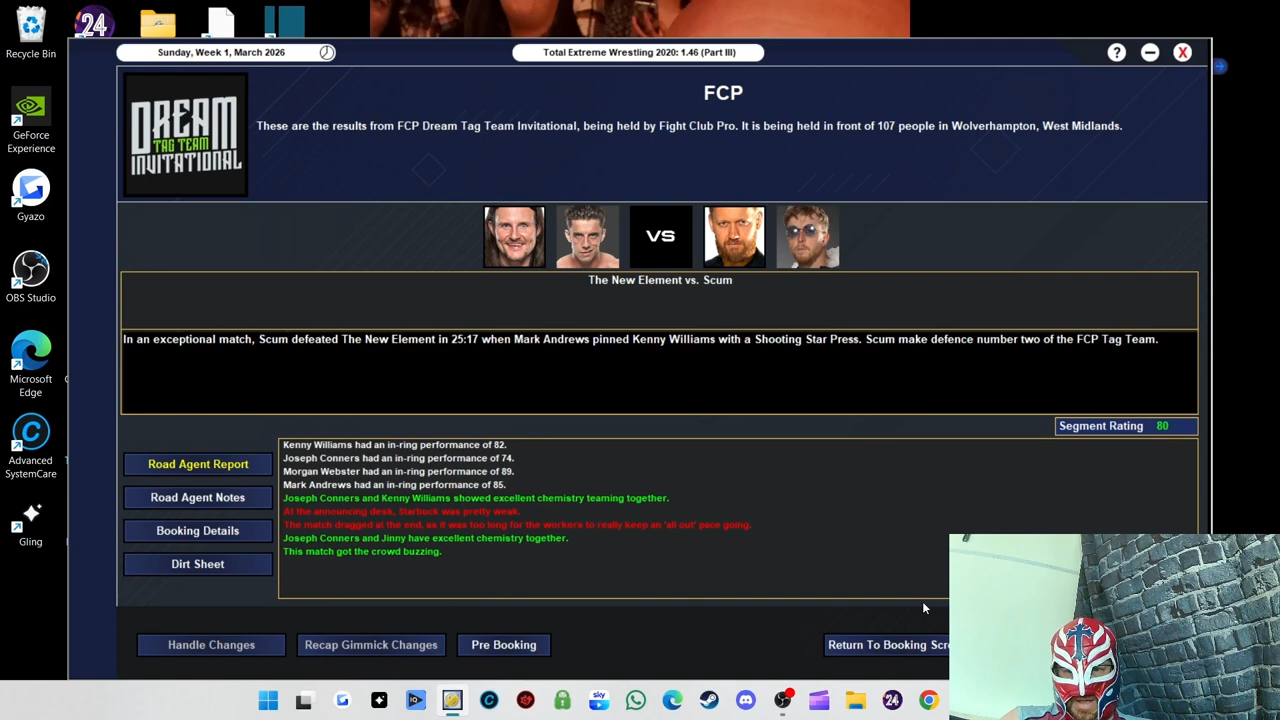 Sunday, Week 1, March 2026
Total Extreme Wrestling 2020: 1.46 (Part III)
?
X
24
Recycle Bin
GeForce
Experience
Gyazo
OBS Studio
Microsoft
Edge
Advanced
SystemCare
Gling
DREAM
TAG TEAM
INVITATIONAL
FCP
These are the results from FCP Dream Tag Team Invitational, being held by Fight Club Pro. It is being held in front of 107 people in Wolverhampton, West Midlands.
VS
The New Element vs. Scum
In an exceptional match, Scum defeated The New Element in 25:17 when Mark Andrews pinned Kenny Williams with a Shooting Star Press. Scum make defence number two of the FCP Tag Team.
Segment Rating 80
Road Agent Report
Road Agent Notes
Booking Details
Dirt Sheet
Kenny Williams had an in-ring performance of 82.
Joseph Conners had an in-ring performance of 74.
Morgan Webster had an in-ring performance of 89.
Mark Andrews had an in-ring performance of 85.
Joseph Conners and Kenny Williams showed excellent chemistry teaming together.
At the announcing desk, Starbuck was pretty weak.
The match dragged at the end, as it was too long for the workers to really keep an 'all out' pace going.
Joseph Conners and Jinny have excellent chemistry together.
This match got the crowd buzzing.
Handle Changes
Recap Gimmick Changes
Pre Booking
Return To Booking Scre
sky
24